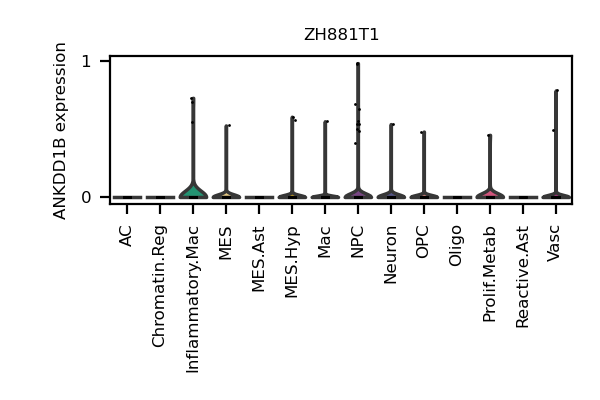 ZH881T1
ANKDD1B expression
1
0
AC
Chromatin.Reg
Inflammatory.Mac
MES
MES.Ast
MES.Hyp
Mac
NPC
Neuron
OPC
Oligo
Prolif.Metab
Reactive.Ast
Vasc